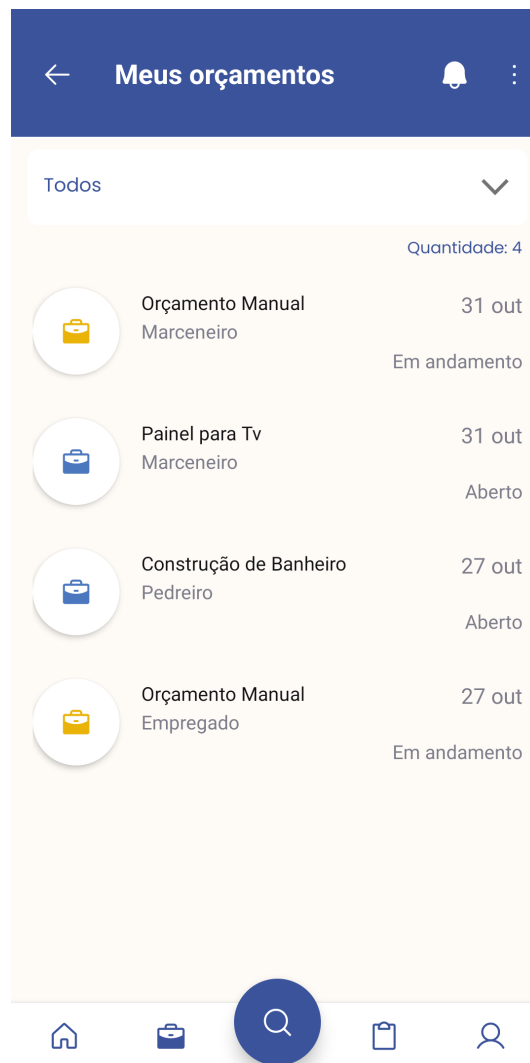 Meus orçamentos
Todos
Quantidade: 4
Orçamento Manual
31 out
Marceneiro
Em andamento
Painel para Tv
31 out
Marceneiro
Aberto
Construção de Banheiro
27 out
Pedreiro
Aberto
Orçamento Manual
27 out
Empregado
Em andamento